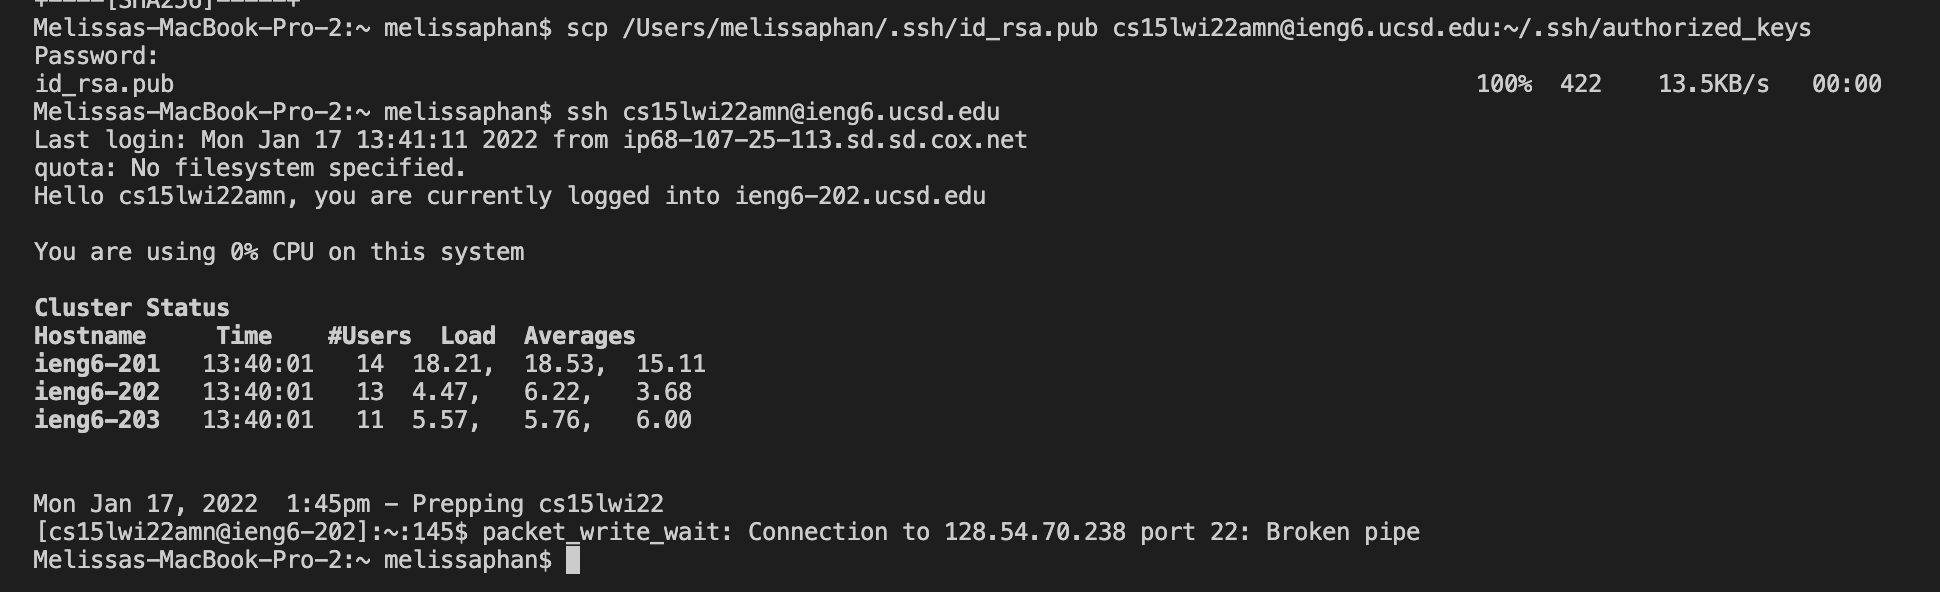 +----[SHA256]-----+
Melissas-MacBook-Pro-2:~ melissaphan$ scp /Users/melissaphan/.ssh/id_rsa.pub cs15lwi22amn@ieng6.ucsd.edu:~/.ssh/authorized_keys
Password:
id_rsa.pub 100% 422 13.5KB/s 00:00
Melissas-MacBook-Pro-2:~ melissaphan$ ssh cs15lwi22amn@ieng6.ucsd.edu
Last login: Mon Jan 17 13:41:11 2022 from ip68-107-25-113.sd.sd.cox.net
quota: No filesystem specified.
Hello cs15lwi22amn, you are currently logged into ieng6-202.ucsd.edu
You are using 0% CPU on this system
Cluster Status
Hostname Time #Users Load Averages
ieng6-201 13:40:01 14 18.21, 18.53, 15.11
ieng6-202 13:40:01 13 4.47, 6.22, 3.68
ieng6-203 13:40:01 11 5.57, 5.76, 6.00
Mon Jan 17, 2022 1:45pm - Prepping cs15lwi22
[cs15lwi22amn@ieng6-202]:~:145$ packet_write_wait: Connection to 128.54.70.238 port 22: Broken pipe
Melissas-MacBook-Pro-2:~ melissaphan$